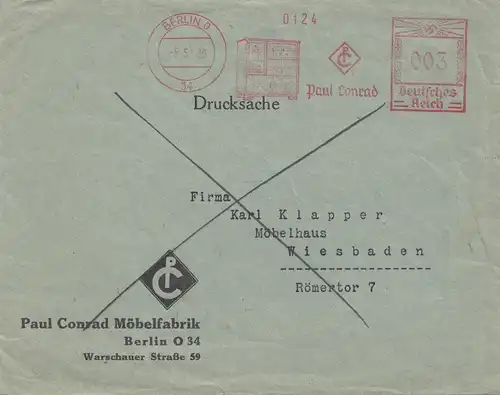 0124
BERLIN O
34
003
Paul Conrad
Deutsches
Reich
Drucksache
Firma
Karl Klapper
Möbelhaus
Wiesbaden
Römertor 7
Paul Conrad Möbelfabrik
Berlin O 34
Warschauer Straße 59